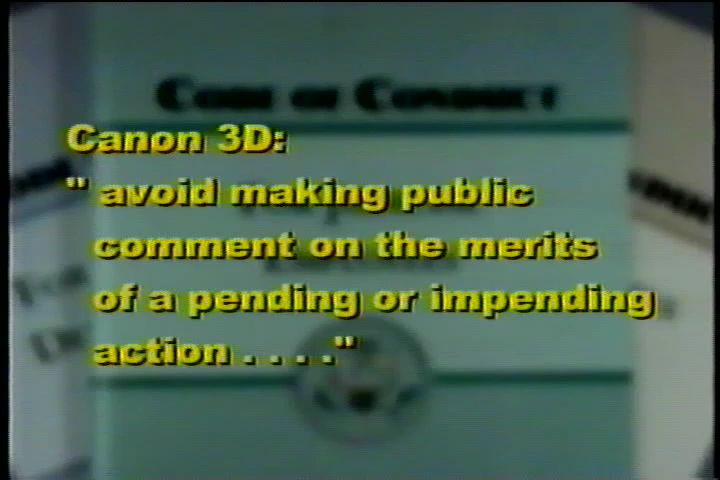 Code of Conduct
Canon 3D:
" avoid making public
comment on the merits
of a pending or impending
action . . . ."